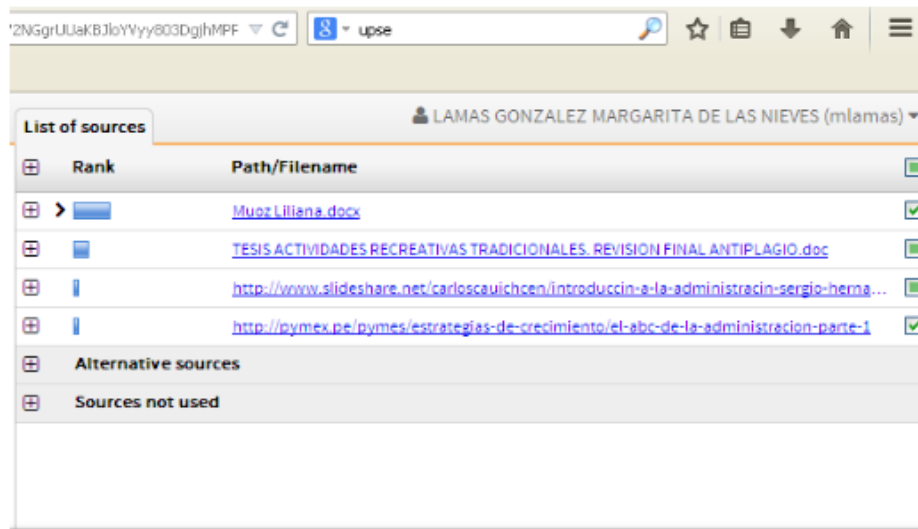 upse
List of sources
LAMAS GONZALEZ MARGARITA DE LAS NIEVES (mlamas)
Rank Path/Filename
Muoz Liliana.docx
TESIS ACTIVIDADES RECREATIVAS TRADICIONALES. REVISION FINAL ANTIPLAGIO.doc
http://www.slideshare.net/carloscauichcen/introduccin-a-la-administracin-sergio-herna...
http://pymex.pe/pymes/estrategias-de-crecimiento/el-abc-de-la-administracion-parte-1
Alternative sources
Sources not used